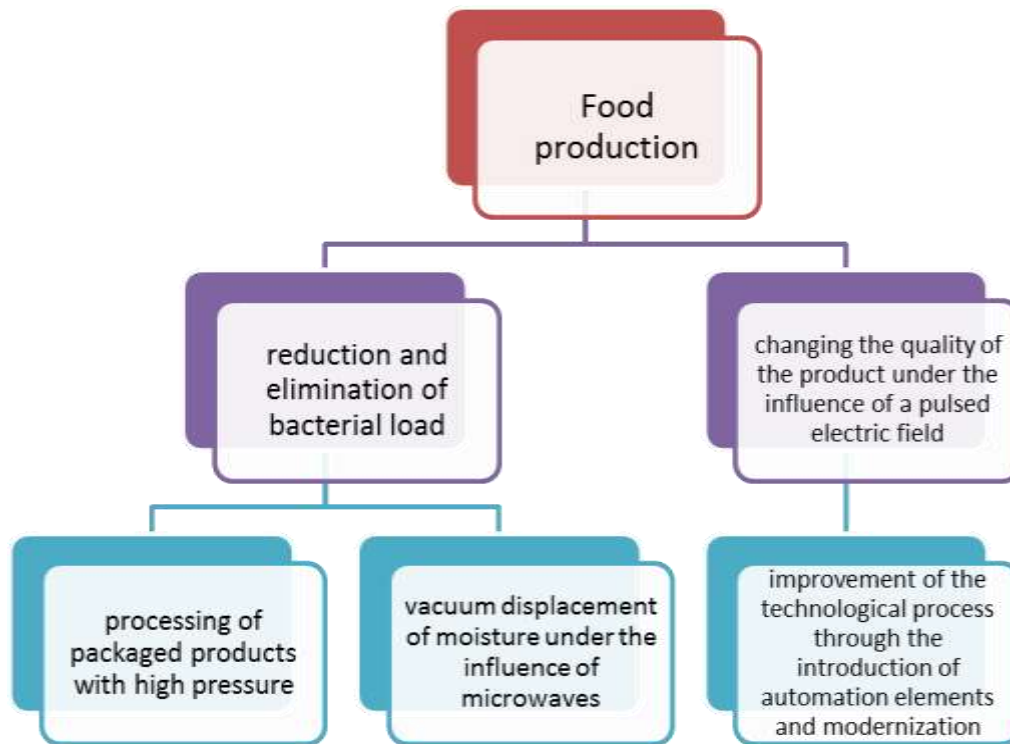 Food
production
reduction and
elimination of
bacterial load
changing the quality of
the product under the
influence of a pulsed
electric field
processing of
packaged products
with high pressure
vacuum displacement
of moisture under the
influence of
microwaves
improvement of the
technological process
through the
introduction of
automation elements
and modernization